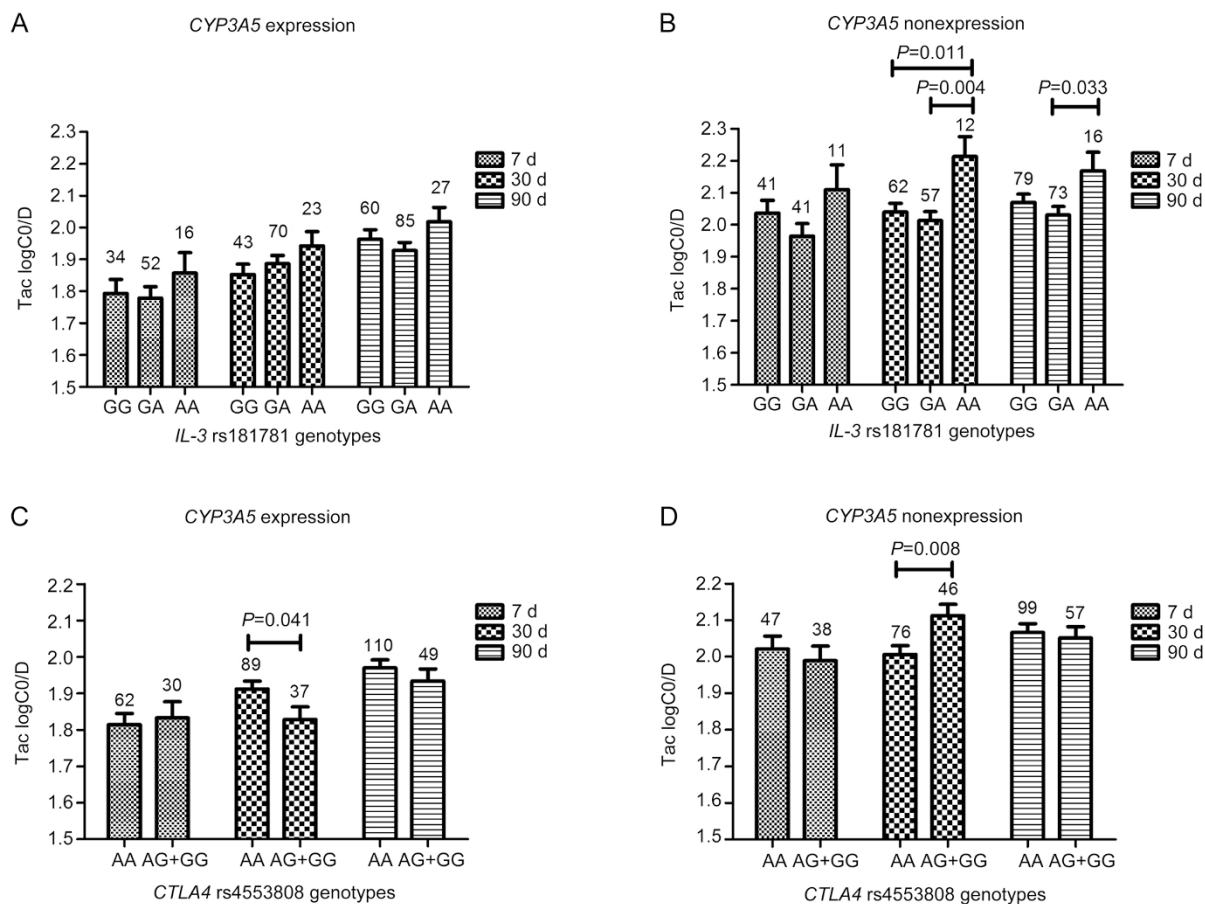 A
CYP3A5 expression
Tac logC0/D
2.3
2.2
2.1
2.0
1.9
1.8
1.7
1.6
1.5
34 52 16 43 70 23 60 85 27
7 d
30 d
90 d
GG GA AA GG GA AA GG GA AA
IL-3 rs181781 genotypes
B
CYP3A5 nonexpression
P=0.011
P=0.004 P=0.033
Tac logC0/D
2.3
2.2
2.1
2.0
1.9
1.8
1.7
1.6
1.5
41 41 11 62 57 12 79 73 16
7 d
30 d
90 d
GG GA AA GG GA AA GG GA AA
IL-3 rs181781 genotypes
C
CYP3A5 expression
P=0.041
Tac logC0/D
2.2
2.1
2.0
1.9
1.8
1.7
1.6
1.5
62 30 89 37 110 49
7 d
30 d
90 d
AA AG+GG AA AG+GG AA AG+GG
CTLA4 rs4553808 genotypes
D
CYP3A5 nonexpression
P=0.008
Tac logC0/D
2.2
2.1
2.0
1.9
1.8
1.7
1.6
1.5
47 38 76 46 99 57
7 d
30 d
90 d
AA AG+GG AA AG+GG AA AG+GG
CTLA4 rs4553808 genotypes